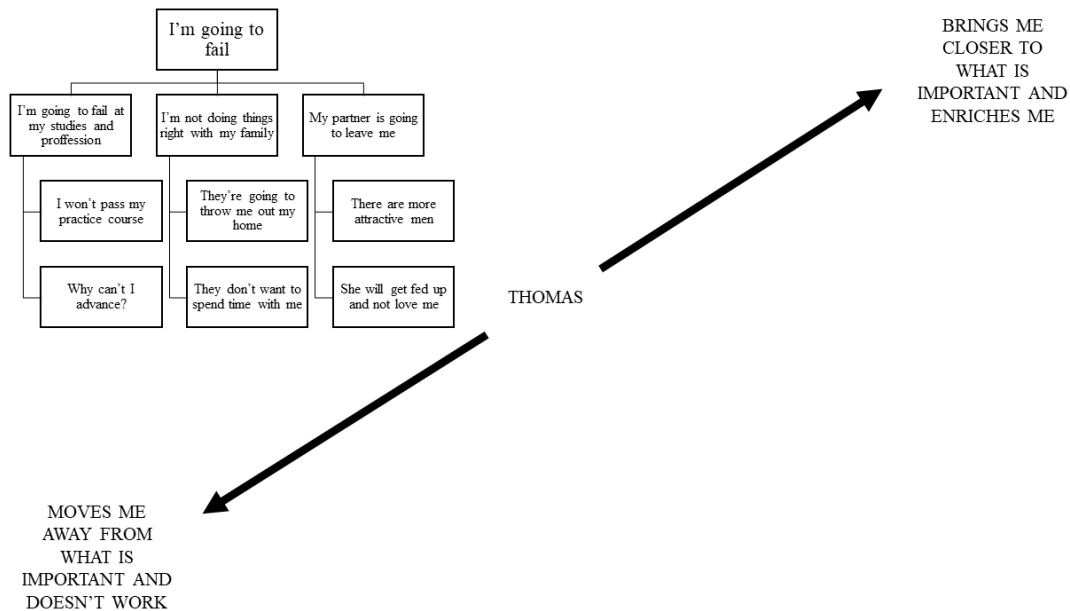 I'm going to
fail
I'm going to fail at
my studies and
proffession
I'm not doing things
right with my family
My partner is going
to leave me
I won't pass my
practice course
They're going to
throw me out my
home
There are more
attractive men
Why can't I
advance?
They don't want to
spend time with me
She will get fed up
and not love me
THOMAS
BRINGS ME
CLOSER TO
WHAT IS
IMPORTANT AND
ENRICHES ME
MOVES ME
AWAY FROM
WHAT IS
IMPORTANT AND
DOESN'T WORK